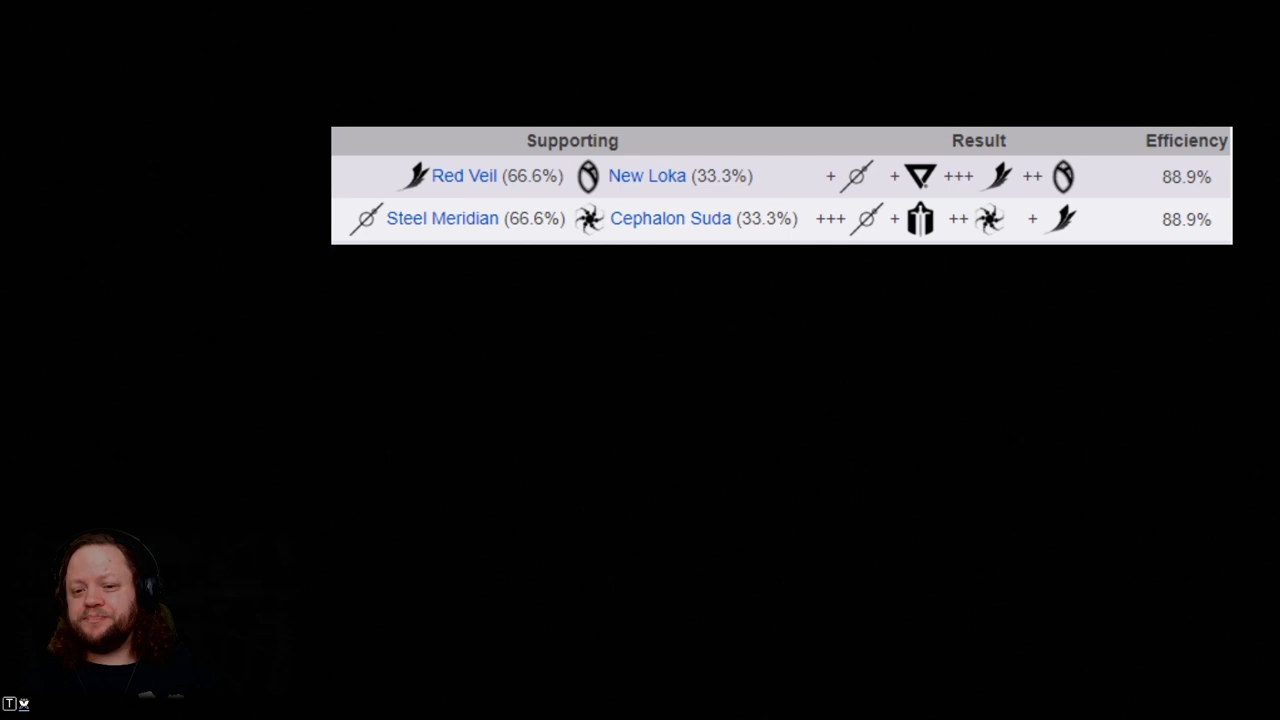 Supporting Result Efficiency
Red Veil (66.6%) New Loka (33.3%) + + +++ ++ 88.9%
Steel Meridian (66.6%) Cephalon Suda (33.3%) +++ + ++ + 88.9%
T